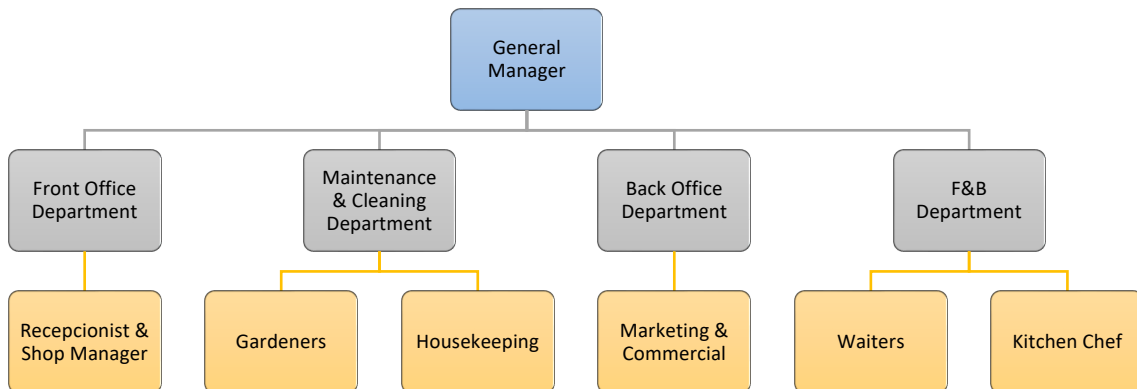 General
Manager
Front Office
Department
Maintenance
& Cleaning
Department
Back Office
Department
F&B
Department
Recepcionist &
Shop Manager
Gardeners
Housekeeping
Marketing &
Commercial
Waiters
Kitchen Chef